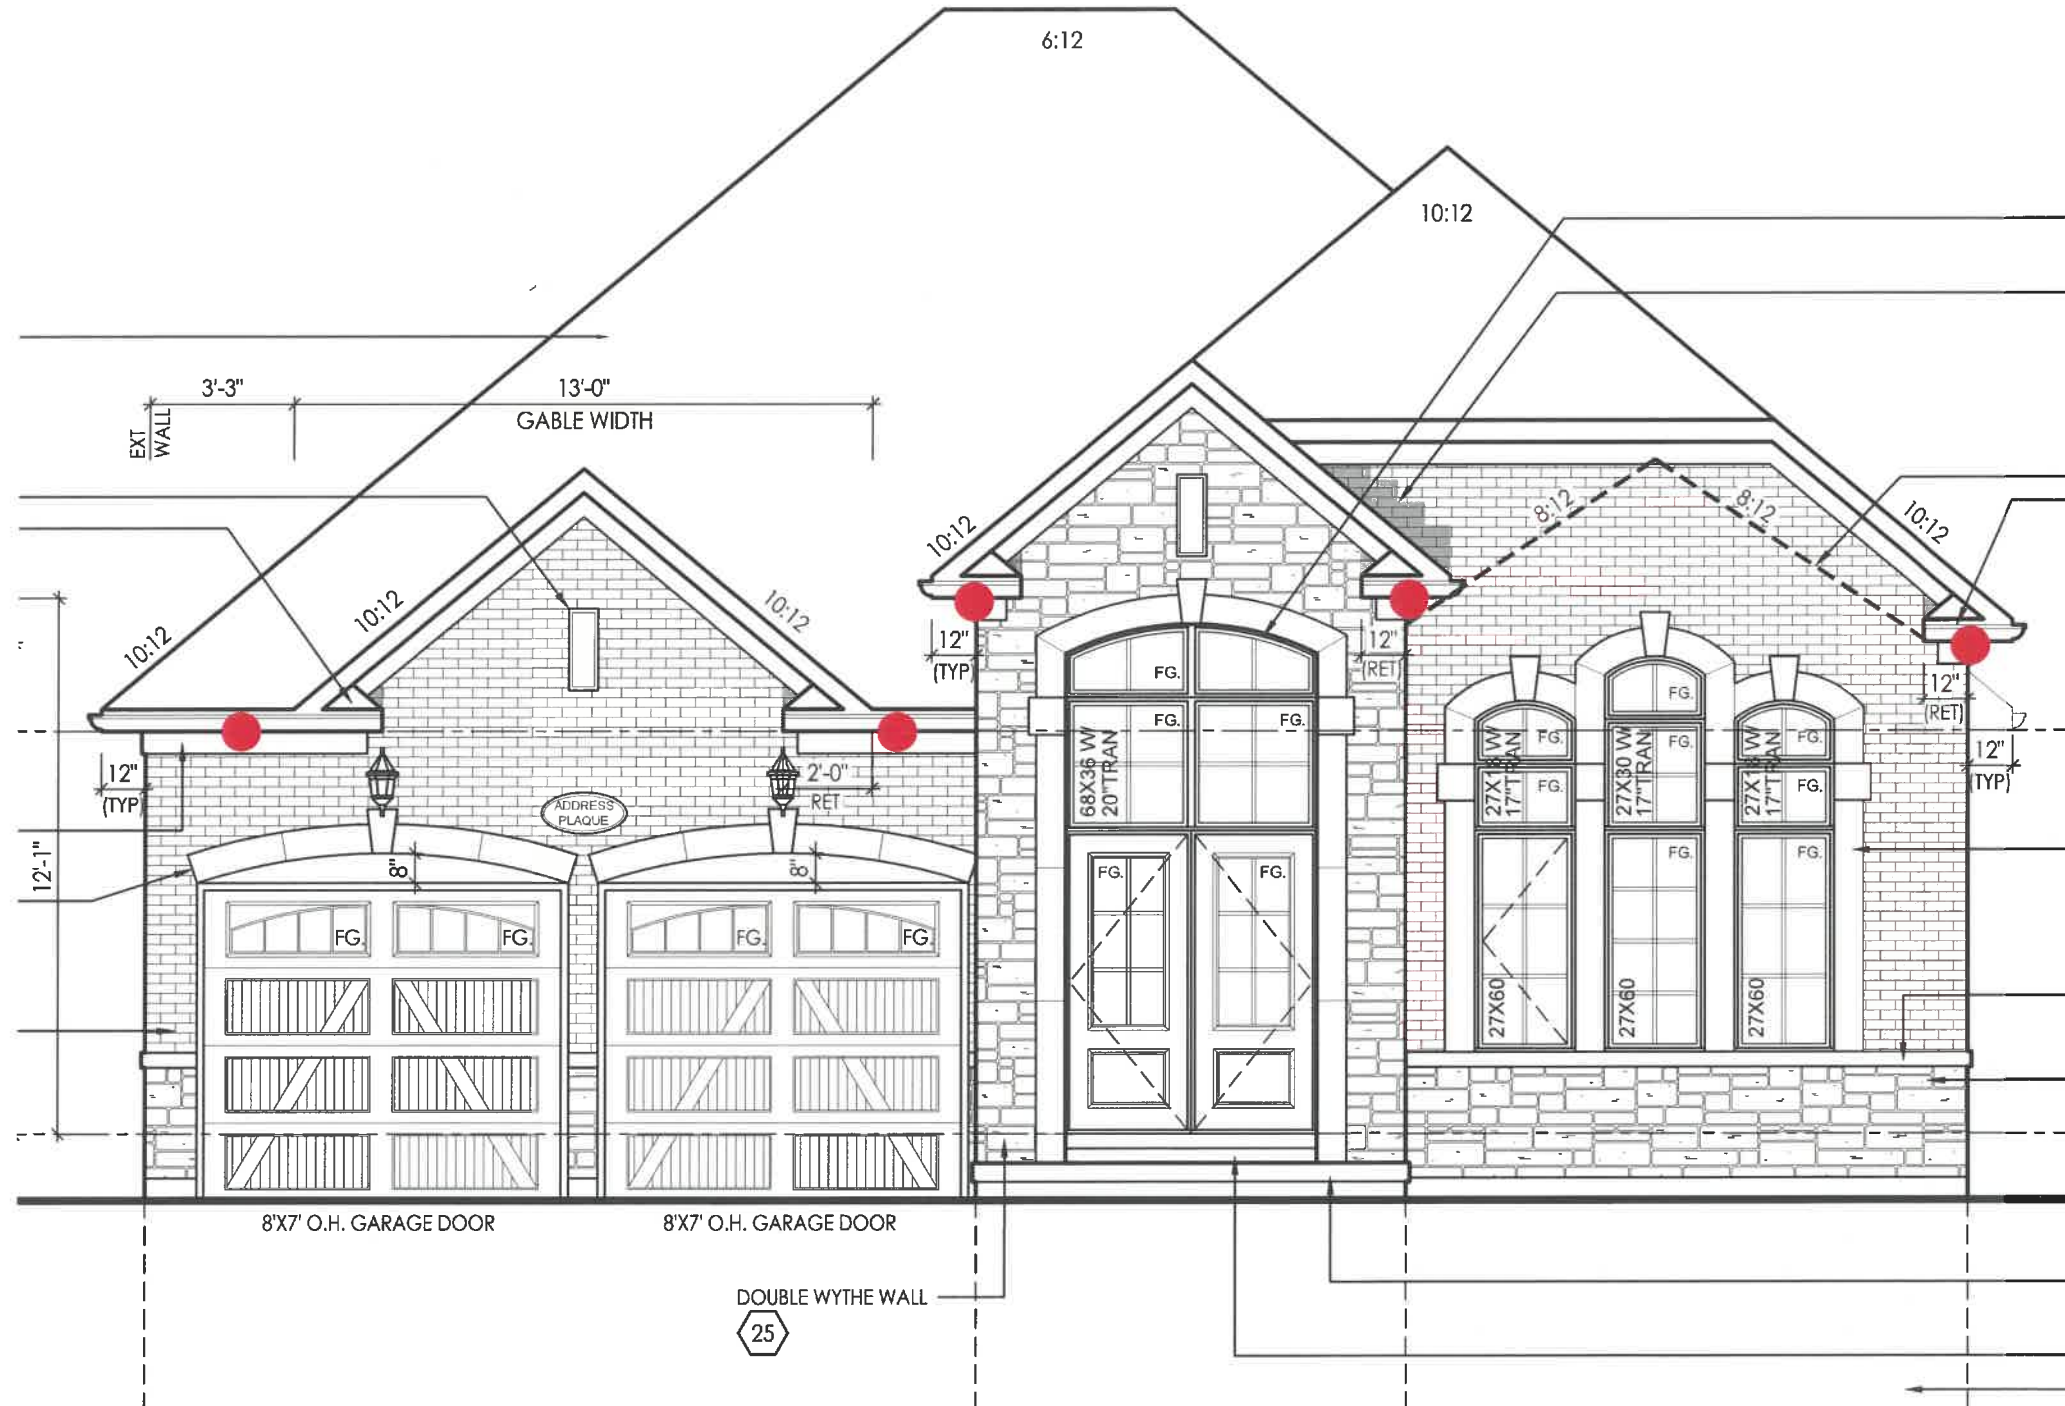 6:12
10:12
3'-3"
13'-0"
GABLE WIDTH
EXT
WALL
10:12
10:12
10:12
10:12
8:12
8:12
10:12
12"
(TYP)
12"
(RET)
12"
(RET)
12"
(TYP)
12"
(TYP)
2'-0"
RET
ADDRESS
PLAQUE
12'-1"
8"
8"
FG.
FG.
FG.
68X36 W/
20"TRAN
FG.
FG.
FG.
FG.
FG.
FG.
FG.
FG.
FG.
27X18 W/
17"TRAN
27X30 W/
17"TRAN
27X18 W/
17"TRAN
FG.
FG.
27X60
27X60
27X60
FG.
FG.
FG.
FG.
8'X7' O.H. GARAGE DOOR
8'X7' O.H. GARAGE DOOR
DOUBLE WYTHE WALL
25